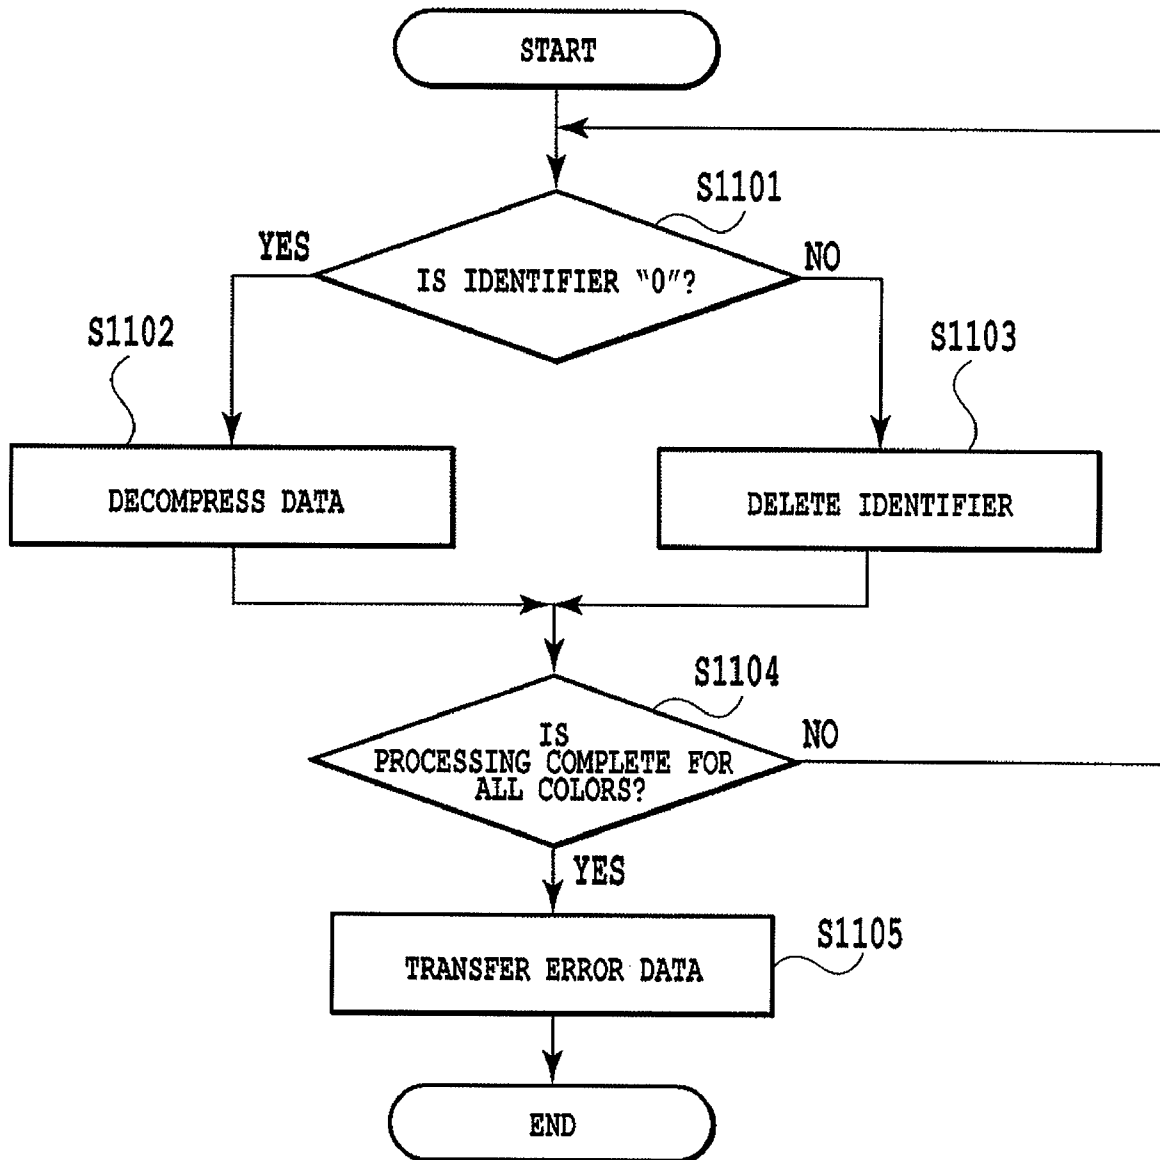 START
S1101
YES
NO
IS IDENTIFIER “0”?
S1102
S1103
DECOMPRESS DATA
DELETE IDENTIFIER
S1104
NO
IS
PROCESSING COMPLETE FOR
ALL COLORS?
YES
S1105
TRANSFER ERROR DATA
END